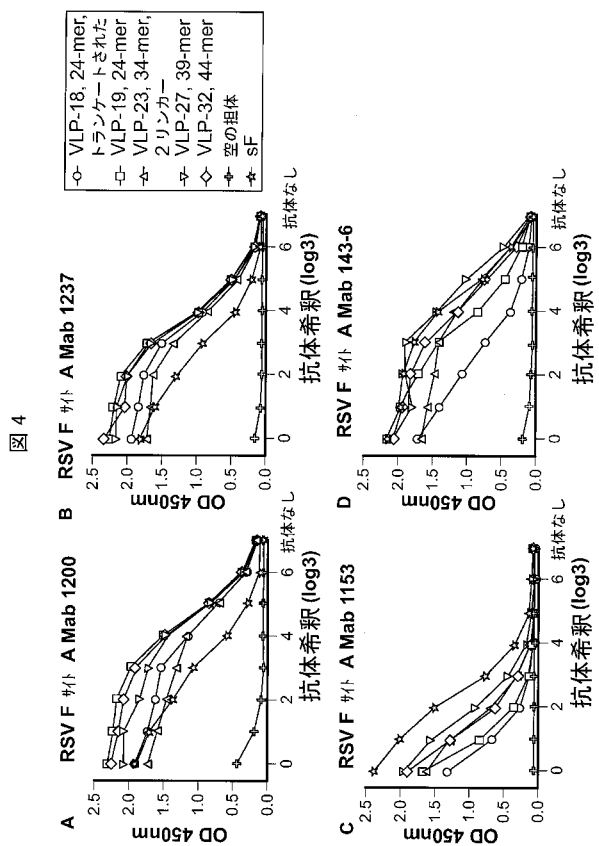 図 4
A
RSV F サイト A Mab 1200
OD 450nm
2.5
2.0
1.5
1.0
0.5
0.0
0
2
4
6
抗体なし
抗体希釈(log3)
B
RSV F サイト A Mab 1237
OD 450nm
2.5
2.0
1.5
1.0
0.5
0.0
0
2
4
6
抗体なし
抗体希釈(log3)
VLP-18, 24-mer,
トランケートされた
VLP-19, 24-mer
VLP-23, 34-mer,
2 リンカー
VLP-27, 39-mer
VLP-32, 44-mer
空の担体
sF
C
RSV F サイト A Mab 1153
OD 450nm
2.5
2.0
1.5
1.0
0.5
0.0
0
2
4
6
抗体なし
抗体希釈(log3)
D
RSV F サイト A Mab 143-6
OD 450nm
2.5
2.0
1.5
1.0
0.5
0.0
0
2
4
6
抗体なし
抗体希釈(log3)